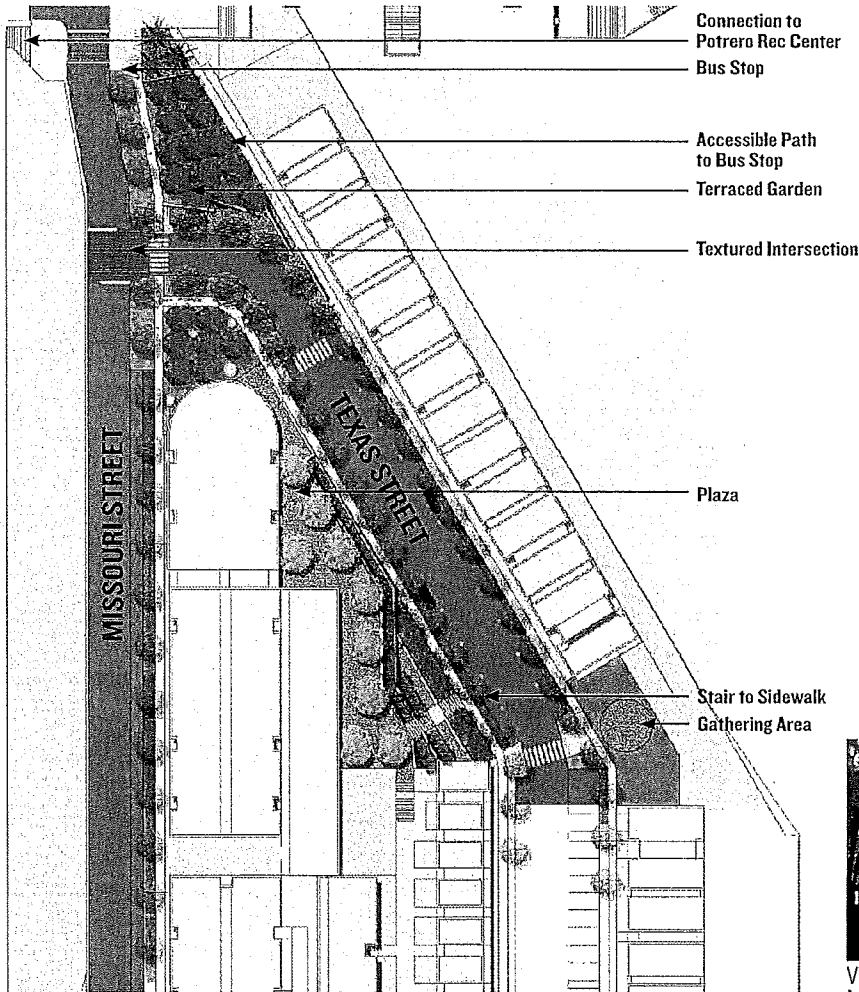 Connection to
Potrero Rec Center
Bus Stop
Accessible Path
to Bus Stop
Terraced Garden
Textured Intersection
TEXAS STREET
MISSOURI STREET
Plaza
Stair to Sidewalk
Gathering Area
V